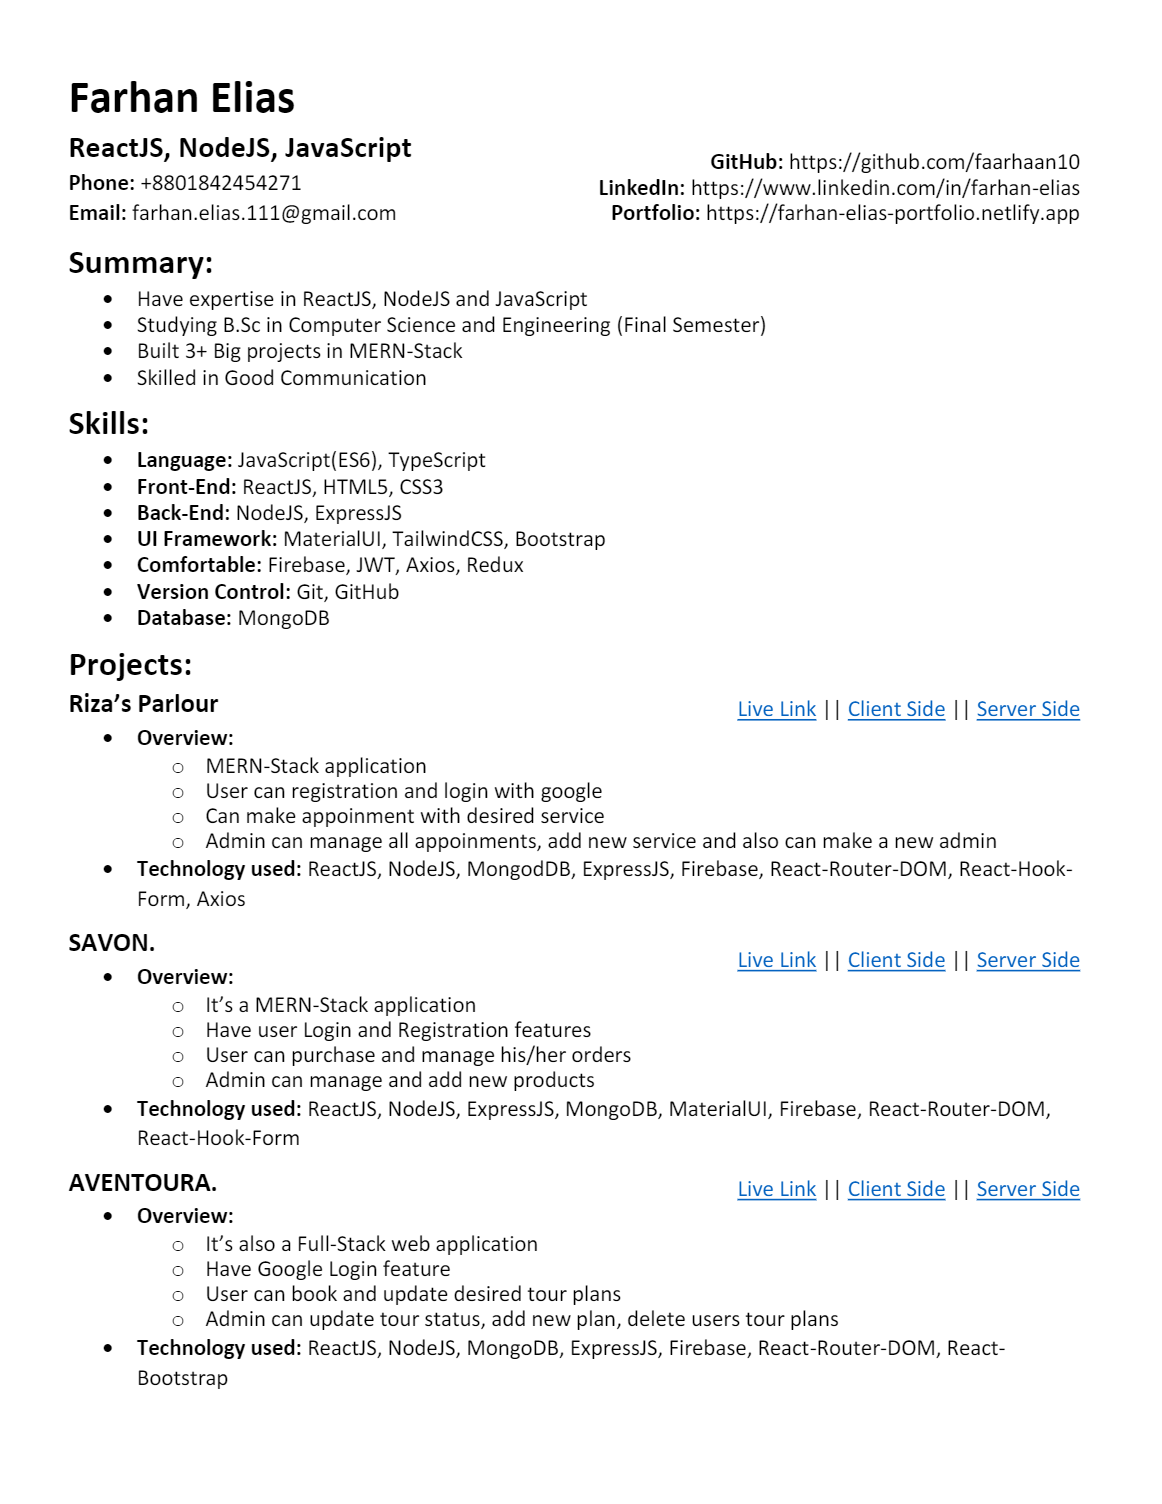 Farhan Elias
ReactJS, NodeJS, JavaScript
Phone: +8801842454271
Email: farhan.elias.111@gmail.com
GitHub: https://github.com/faarhaan10
LinkedIn: https://www.linkedin.com/in/farhan-elias
Portfolio: https://farhan-elias-portfolio.netlify.app
Summary:
• Have expertise in ReactJS, NodeJS and JavaScript
• Studying B.Sc in Computer Science and Engineering (Final Semester)
• Built 3+ Big projects in MERN-Stack
• Skilled in Good Communication
Skills:
• Language: JavaScript(ES6), TypeScript
• Front-End: ReactJS, HTML5, CSS3
• Back-End: NodeJS, ExpressJS
• UI Framework: MaterialUI, TailwindCSS, Bootstrap
• Comfortable: Firebase, JWT, Axios, Redux
• Version Control: Git, GitHub
• Database: MongoDB
Projects:
Riza’s Parlour
Live Link || Client Side || Server Side
• Overview:
o MERN-Stack application
o User can registration and login with google
o Can make appoinment with desired service
o Admin can manage all appoinments, add new service and also can make a new admin
• Technology used: ReactJS, NodeJS, MongodDB, ExpressJS, Firebase, React-Router-DOM, React-Hook-
Form, Axios
SAVON.
Live Link || Client Side || Server Side
• Overview:
o It’s a MERN-Stack application
o Have user Login and Registration features
o User can purchase and manage his/her orders
o Admin can manage and add new products
• Technology used: ReactJS, NodeJS, ExpressJS, MongoDB, MaterialUI, Firebase, React-Router-DOM,
React-Hook-Form
AVENTOURA.
Live Link || Client Side || Server Side
• Overview:
o It’s also a Full-Stack web application
o Have Google Login feature
o User can book and update desired tour plans
o Admin can update tour status, add new plan, delete users tour plans
• Technology used: ReactJS, NodeJS, MongoDB, ExpressJS, Firebase, React-Router-DOM, React-
Bootstrap